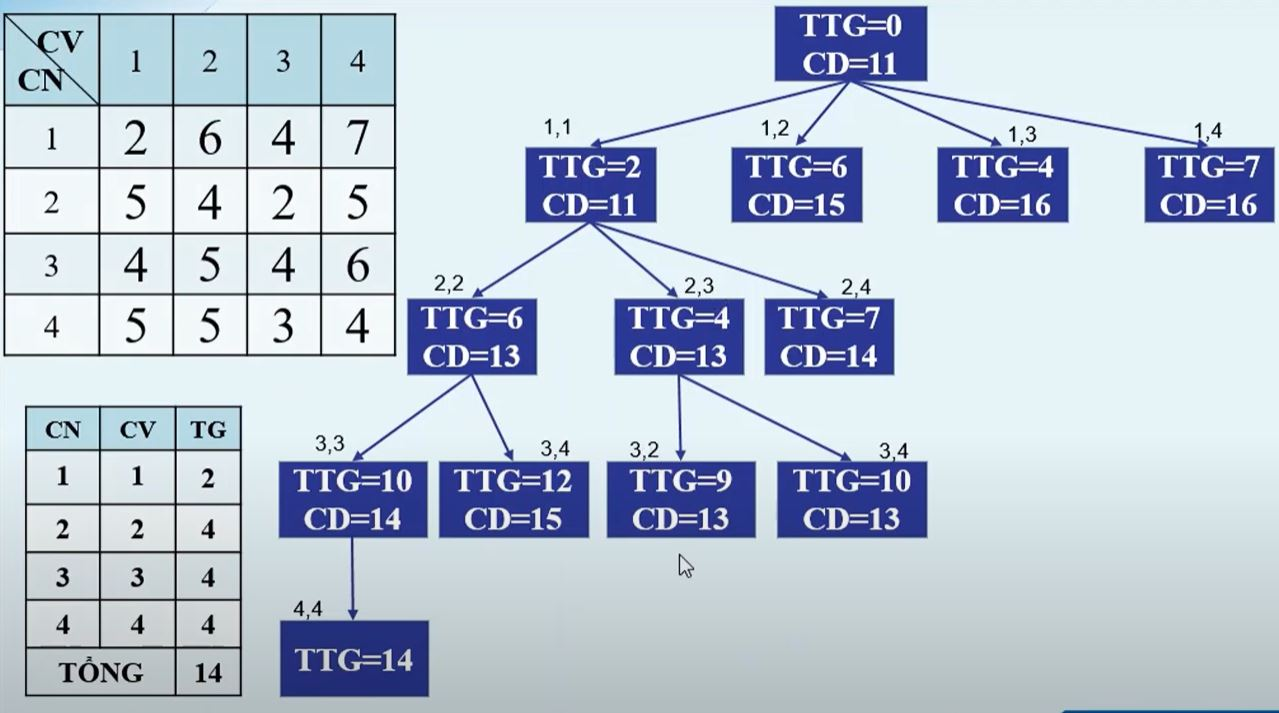 CV
CN
1 2 3 4
1 2 6 4 7
2 5 4 2 5
3 4 5 4 6
4 5 5 3 4
CN CV TG
1 1 2
2 2 4
3 3 4
4 4 4
TỔNG 14
TTG=0
CD=11
1,1
TTG=2
CD=11
1,2
TTG=6
CD=15
1,3
TTG=4
CD=16
1,4
TTG=7
CD=16
2,2
TTG=6
CD=13
2,3
TTG=4
CD=13
2,4
TTG=7
CD=14
3,3
TTG=10
CD=14
3,4
TTG=12
CD=15
3,2
TTG=9
CD=13
3,4
TTG=10
CD=13
4,4
TTG=14